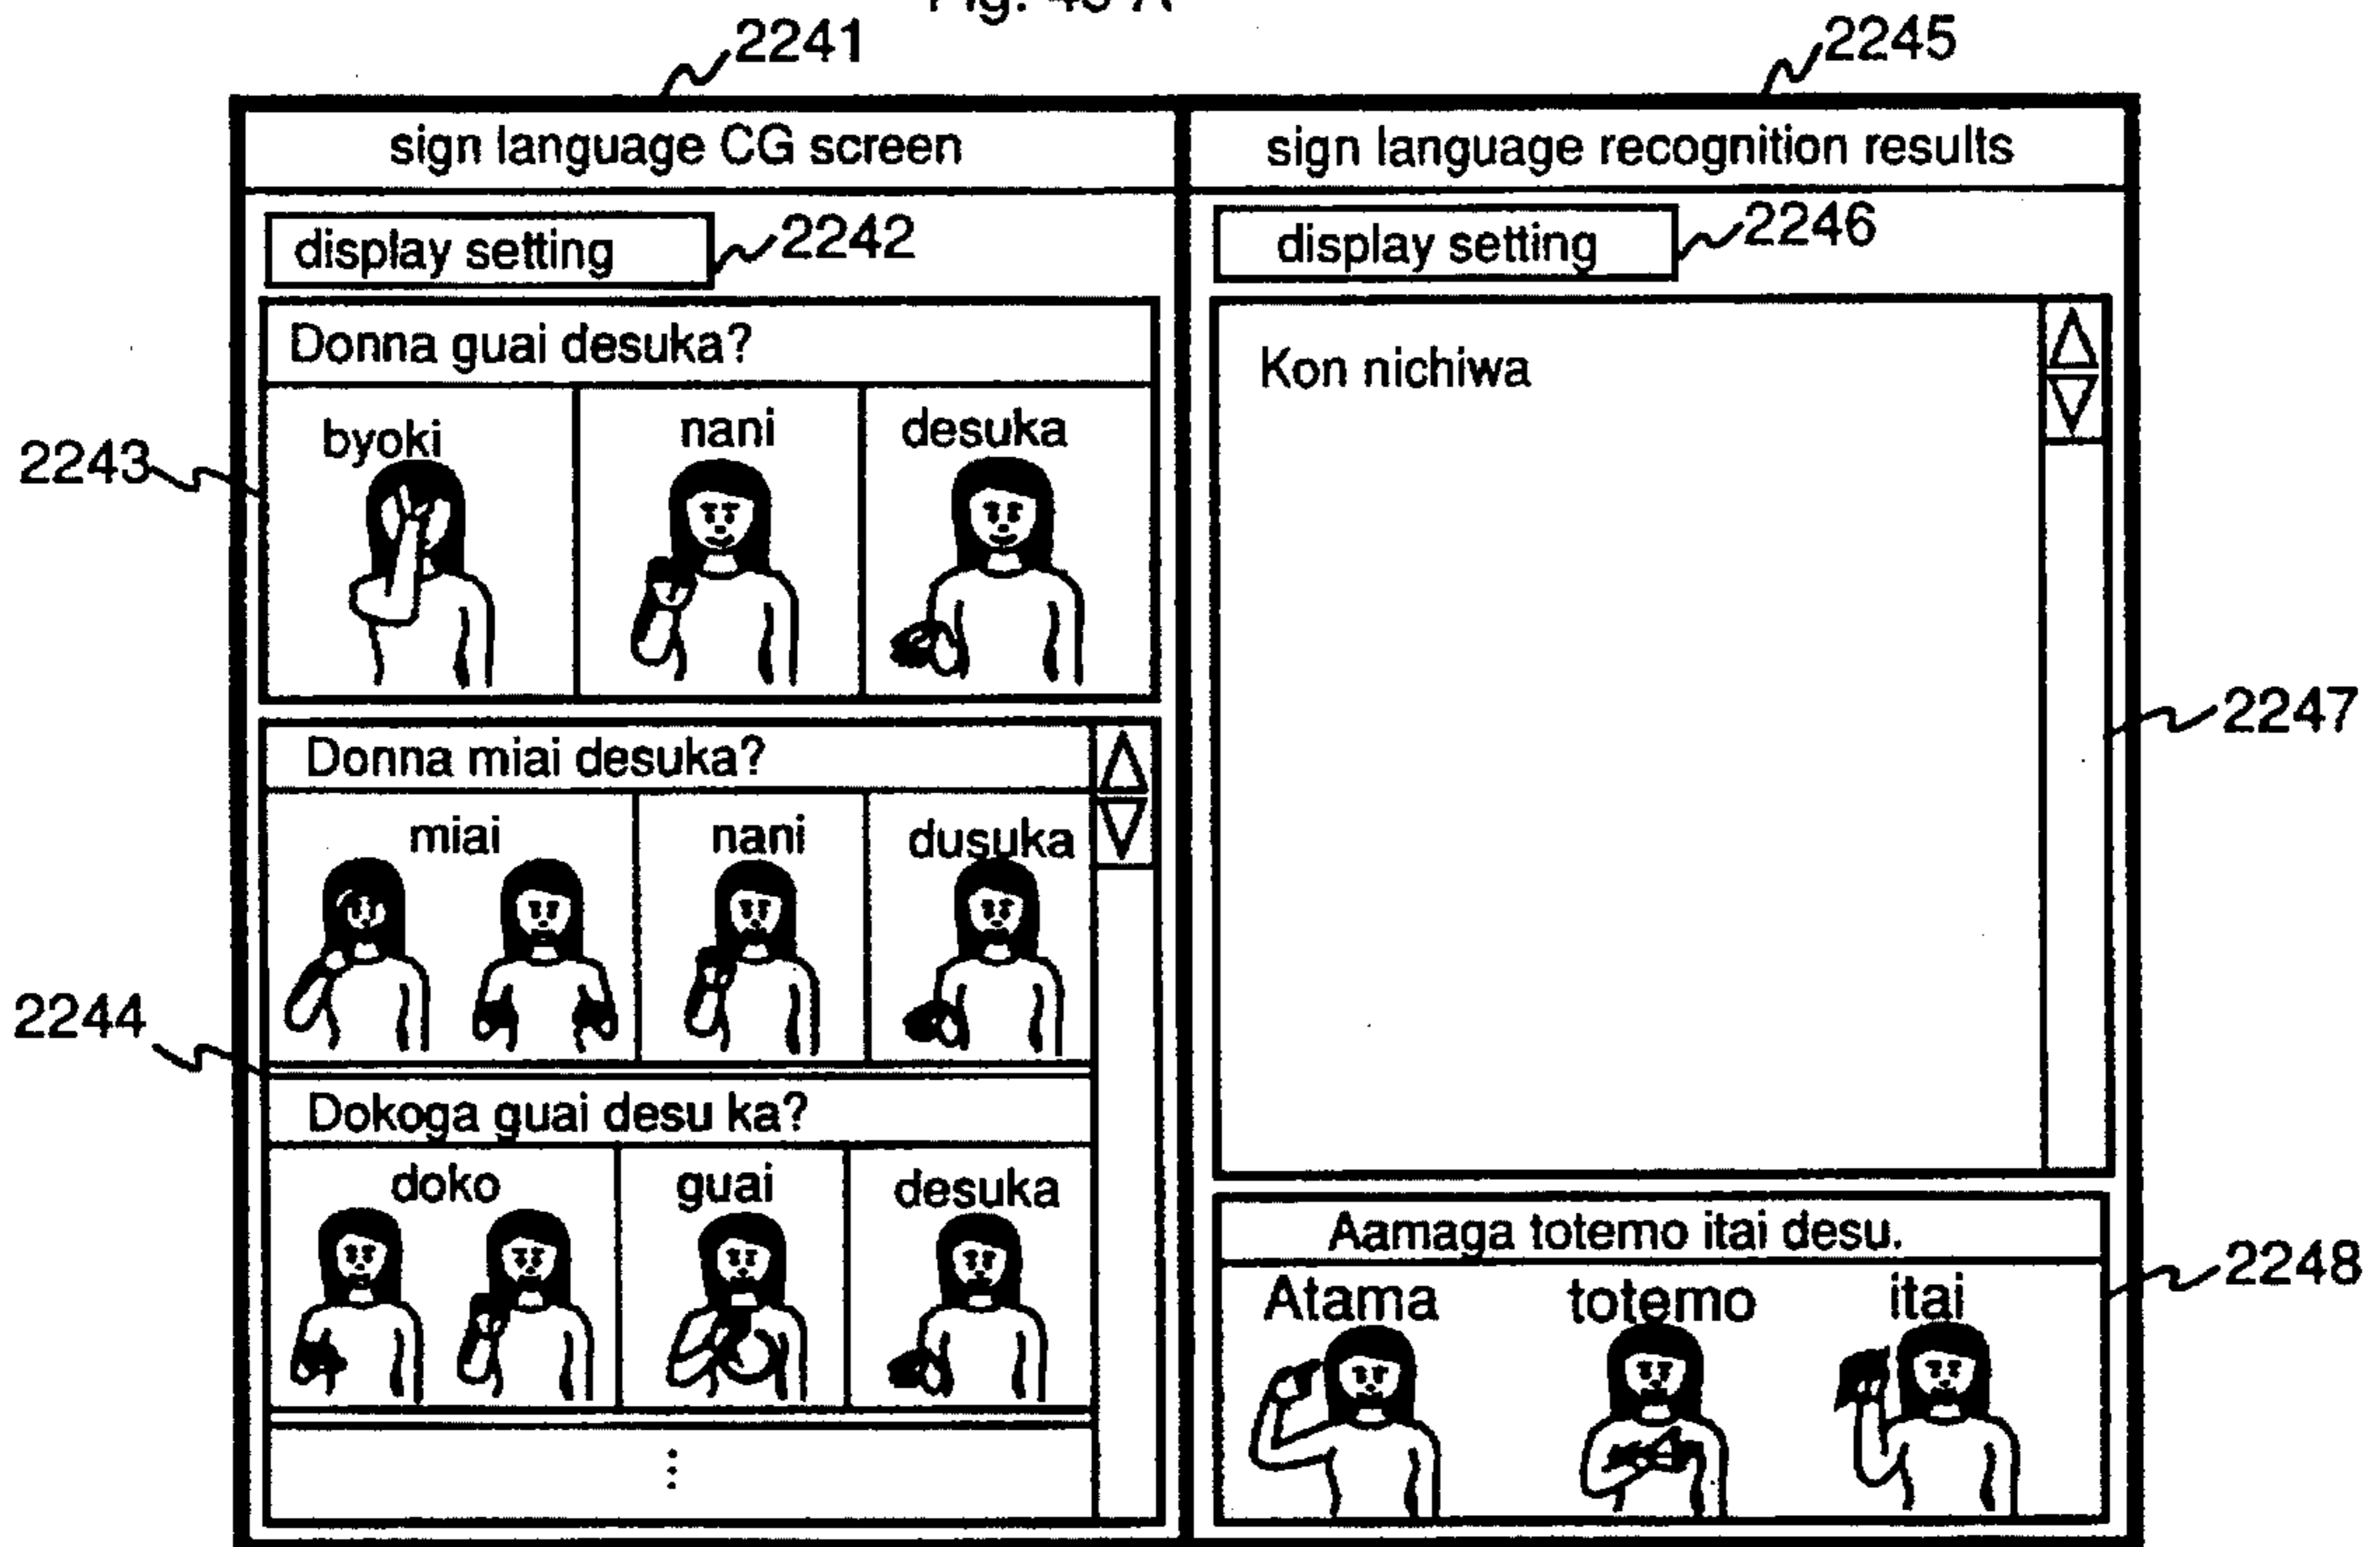 2241
2245
sign language CG screen
sign language recognition results
display setting
2242
display setting
2246
Donna guai desuka?
byoki
nani
desuka
2243
Kon nichiwa
2247
Donna miai desuka?
miai
nani
dusuka
2244
Dokoga guai desu ka?
doko
guai
desuka
Aamaga totemo itai desu.
Atama
totemo
itai
2248